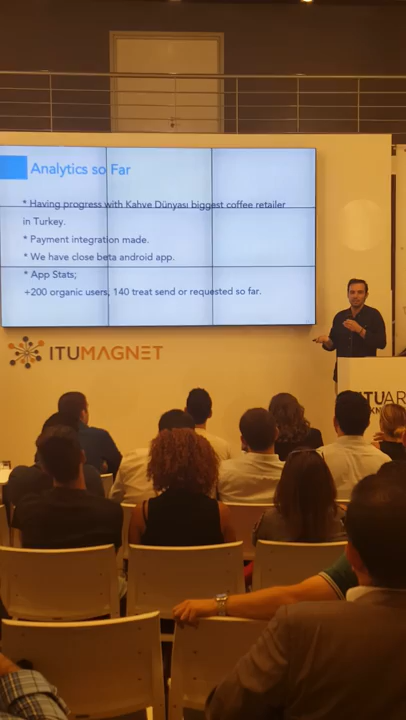 Analytics so Far
* Having progress with Kahve Dünyası biggest coffee retailer
in Turkey.
* Payment integration made.
* We have close beta android app.
* App Stats;
+200 organic users, 140 treat send or requested so far.
ITUMAGNET
ITUAR